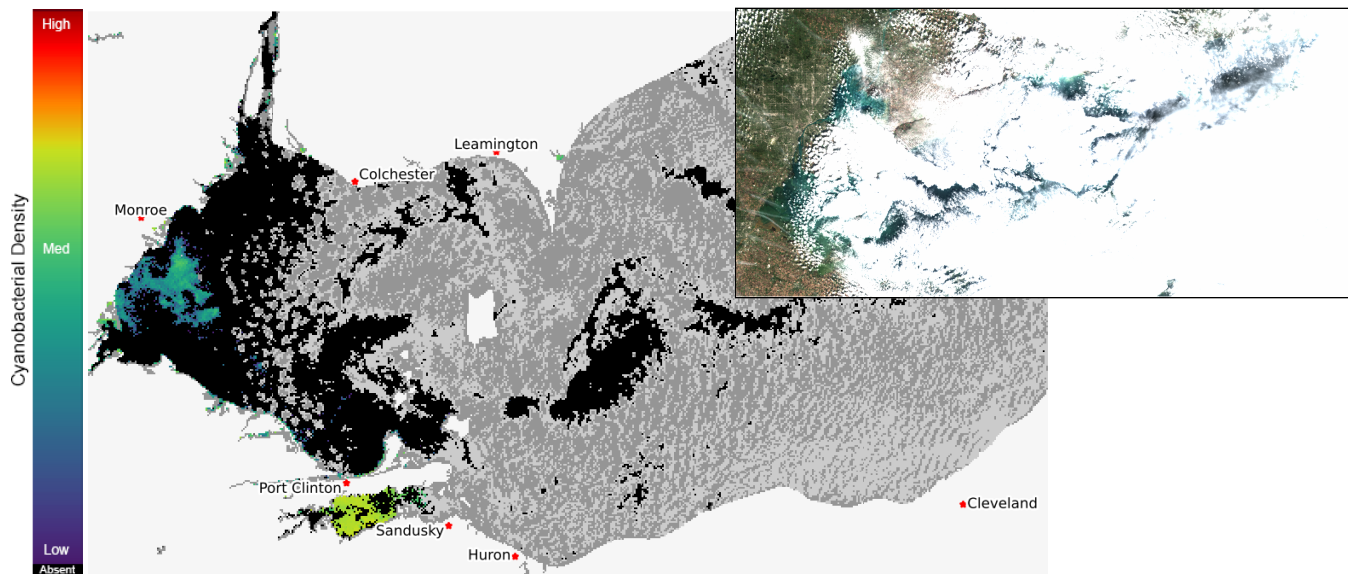 High
Med
Low
Absent
Cyanobacterial Density
Leamington
Colchester
Monroe
Port Clinton
Sandusky
Huron
Cleveland